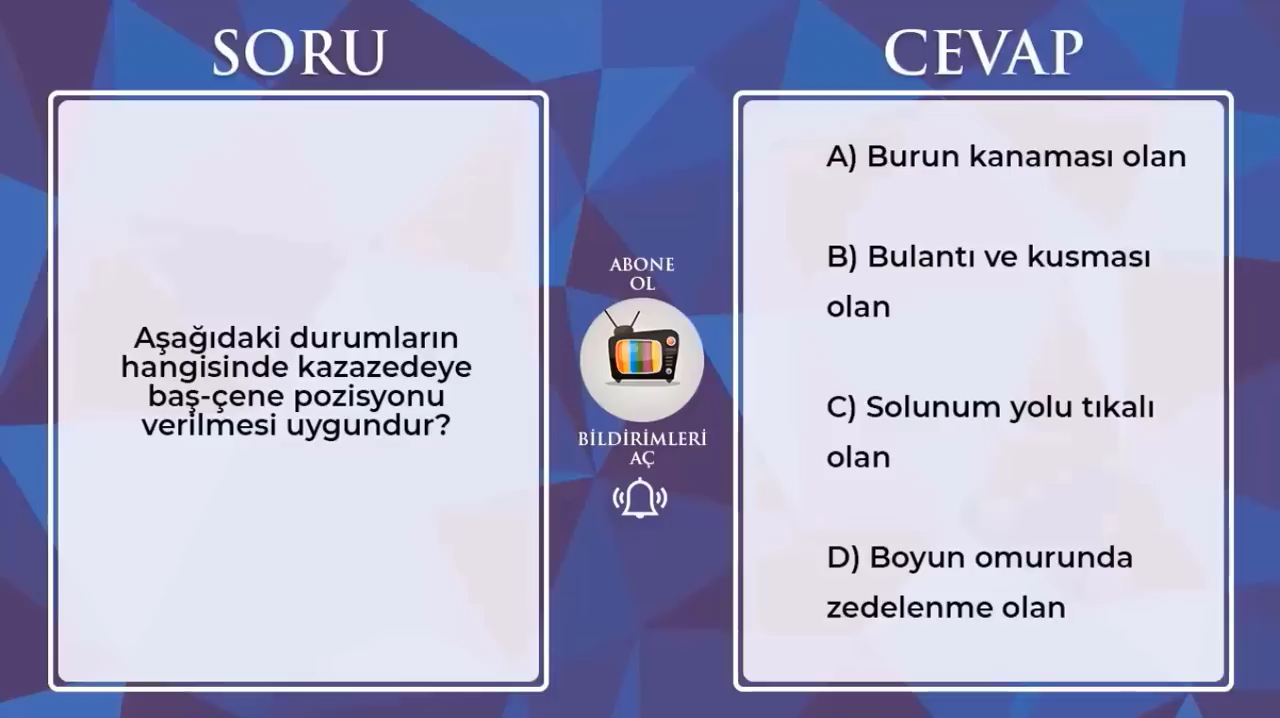 SORU
Aşağıdaki durumların
hangisinde kazazedeye
baş-çene pozisyonu
verilmesi uygundur?
ABONE
OL
BİLDİRİMLERİ
AÇ
CEVAP
A) Burun kanaması olan
B) Bulantı ve kusması
olan
C) Solunum yolu tıkalı
olan
D) Boyun omurunda
zedelenme olan